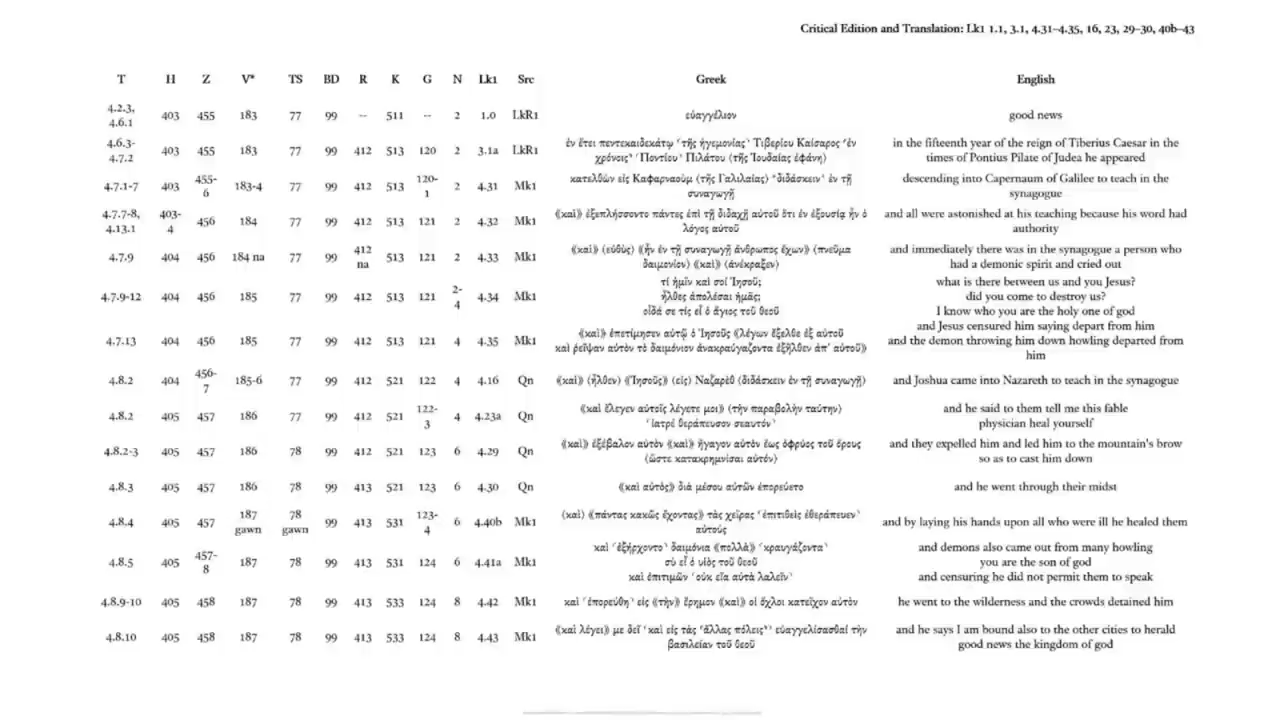 Critical Edition and Translation: Lk1 1.1, 3.1, 4.31–4.35, 16, 23, 29–30, 40b–43
T H Z V* TS BD R K G N Lk1 Src Greek English
4.2.3, 4.6.1 403 455 183 77 99 -- 511 -- 2 1.0 LkR1 εὐαγγέλιον good news
4.6.3-4.7.2 403 455 183 77 99 412 513 120 2 3.1a LkR1 ἐν ἔτει πεντεκαιδεκάτῳ ⸂τῆς ἡγεμονίας⸃ Τιβερίου Καίσαρος ⸂ἐν χρόνοις⸃ ⸂Ποντίου⸃ Πιλάτου (τῆς Ἰουδαίας ἐφάνη) in the fifteenth year of the reign of Tiberius Caesar in the times of Pontius Pilate of Judea he appeared
4.7.1-7 403 455-6 183-4 77 99 412 513 120-1 2 4.31 Mk1 κατελθὼν εἰς Καφαρναοὺμ (τῆς Γαλιλαίας) ⸂διδάσκειν⸃ ἐν τῇ συναγωγῇ descending into Capernaum of Galilee to teach in the synagogue
4.7.7-8, 4.13.1 403-4 456 184 77 99 412 513 121 2 4.32 Mk1 ⸨καὶ⸩ ἐξεπλήσσοντο πάντες ἐπὶ τῇ διδαχῇ αὐτοῦ ὅτι ἐν ἐξουσίᾳ ἦν ὁ λόγος αὐτοῦ and all were astonished at his teaching because his word had authority
4.7.9 404 456 184 na 77 99 412 na 513 121 2 4.33 Mk1 ⸨καὶ⸩ (εὐθὺς) ⸨ἦν ἐν τῇ συναγωγῇ ἄνθρωπος ἔχων⸩ (πνεῦμα δαιμονίον) ⸨καὶ⸩ (ἀνέκραξεν) and immediately there was in the synagogue a person who had a demonic spirit and cried out
4.7.9-12 404 456 185 77 99 412 513 121 2-4 4.34 Mk1 τί ἡμῖν καὶ σοί Ἰησοῦ; ἦλθες ἀπολέσαι ἡμᾶς; οἶδά σε τίς εἶ ὁ ἅγιος τοῦ θεοῦ what is there between us and you Jesus? did you come to destroy us? I know who you are the holy one of god
4.7.13 404 456 185 77 99 412 513 121 4 4.35 Mk1 ⸨καὶ⸩ ἐπετίμησεν αὐτῷ ὁ Ἰησοῦς ⸨λέγων ἔξελθε ἐξ αὐτοῦ καὶ ῥεῖψαν αὐτὸν τὸ δαιμόνιον ἀνακραύγαζοντα ἐξῆλθεν ἀπ' αὐτοῦ⸩ and Jesus censured him saying depart from him and the demon throwing him down howling departed from him
4.8.2 404 456-7 185-6 77 99 412 521 122 4 4.16 Qn ⸨καὶ⸩ (ἦλθεν) ⸨Ἰησοῦς⸩ (εἰς) Ναζαρὲθ (διδάσκειν ἐν τῇ συναγωγῇ) and Joshua came into Nazareth to teach in the synagogue
4.8.2 405 457 186 77 99 412 521 122-3 4 4.23a Qn ⸨καὶ ἔλεγεν αὐτοῖς λέγετε μοι⸩ (τὴν παραβολὴν ταύτην) ⸂ἰατρέ θεράπευσον σεαυτόν⸃ and he said to them tell me this fable physician heal yourself
4.8.2-3 405 457 186 78 99 412 521 123 6 4.29 Qn ⸨καὶ⸩ ἐξέβαλον αὐτὸν ⸨καὶ⸩ ἤγαγον αὐτὸν ἕως ὀφρύος τοῦ ὄρους (ὥστε κατακρημνίσαι αὐτόν) and they expelled him and led him to the mountain's brow so as to cast him down
4.8.3 405 457 186 78 99 413 521 123 6 4.30 Qn ⸨καὶ αὐτὸς⸩ διὰ μέσου αὐτῶν ἐπορεύετο and he went through their midst
4.8.4 405 457 187 gawn 78 gawn 99 413 531 123-4 6 4.40b Mk1 (καὶ) ⸨πάντας κακῶς ἔχοντας⸩ τὰς χεῖρας ⸂ἐπιτιθεὶς ἐθεράπευεν⸃ αὐτούς and by laying his hands upon all who were ill he healed them
4.8.5 405 457-8 187 78 99 413 531 124 6 4.41a Mk1 καὶ ⸂ἐξήρχοντο⸃ δαιμόνια ⸨πολλὰ⸩ ⸂κραυγάζοντα⸃ σὺ εἶ ὁ υἱὸς τοῦ θεοῦ καὶ ἐπιτιμῶν ⸂οὐκ εἴα αὐτὰ λαλεῖν⸃ and demons also came out from many howling you are the son of god and censuring he did not permit them to speak
4.8.9-10 405 458 187 78 99 413 533 124 8 4.42 Mk1 καὶ ⸂ἐπορεύθη⸃ εἰς ⸨τὴν⸩ ἔρημον ⸨καὶ⸩ οἱ ὄχλοι κατεῖχον αὐτὸν he went to the wilderness and the crowds detained him
4.8.10 405 458 187 78 99 413 533 124 8 4.43 Mk1 ⸨καὶ λέγει⸩ με δεῖ ⸂καὶ εἰς τὰς ⸂ἄλλας πόλεις⸃⸃ εὐαγγελίσασθαί τὴν βασιλείαν τοῦ θεοῦ and he says I am bound also to the other cities to herald good news the kingdom of god